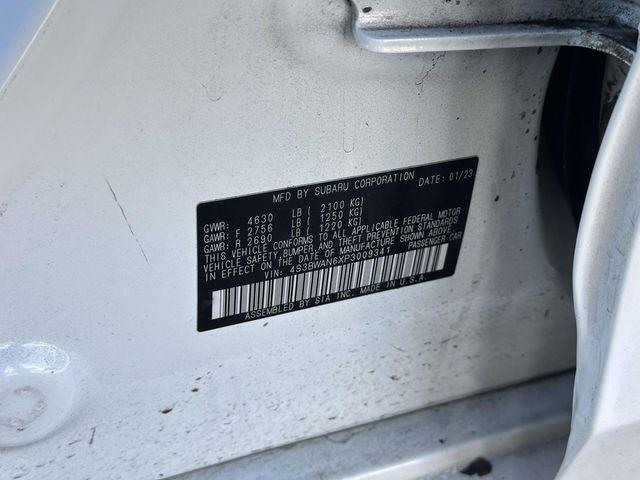 MFD BY SUBARU CORPORATION DATE: 01/23
GVWR: 4630 LB ( 2100 KG)
GAWR: F 2756 LB ( 1250 KG)
GAWR: R 2690 LB ( 1220 KG)
THIS VEHICLE CONFORMS TO ALL APPLICABLE FEDERAL MOTOR
VEHICLE SAFETY, BUMPER, AND THEFT PREVENTION STANDARDS
IN EFFECT ON THE DATE OF MANUFACTURE SHOWN ABOVE.
VIN: 4S3BWAN6XP3009341 PASSENGER CAR
ASSEMBLED BY SIA INC. MADE IN U.S.A.